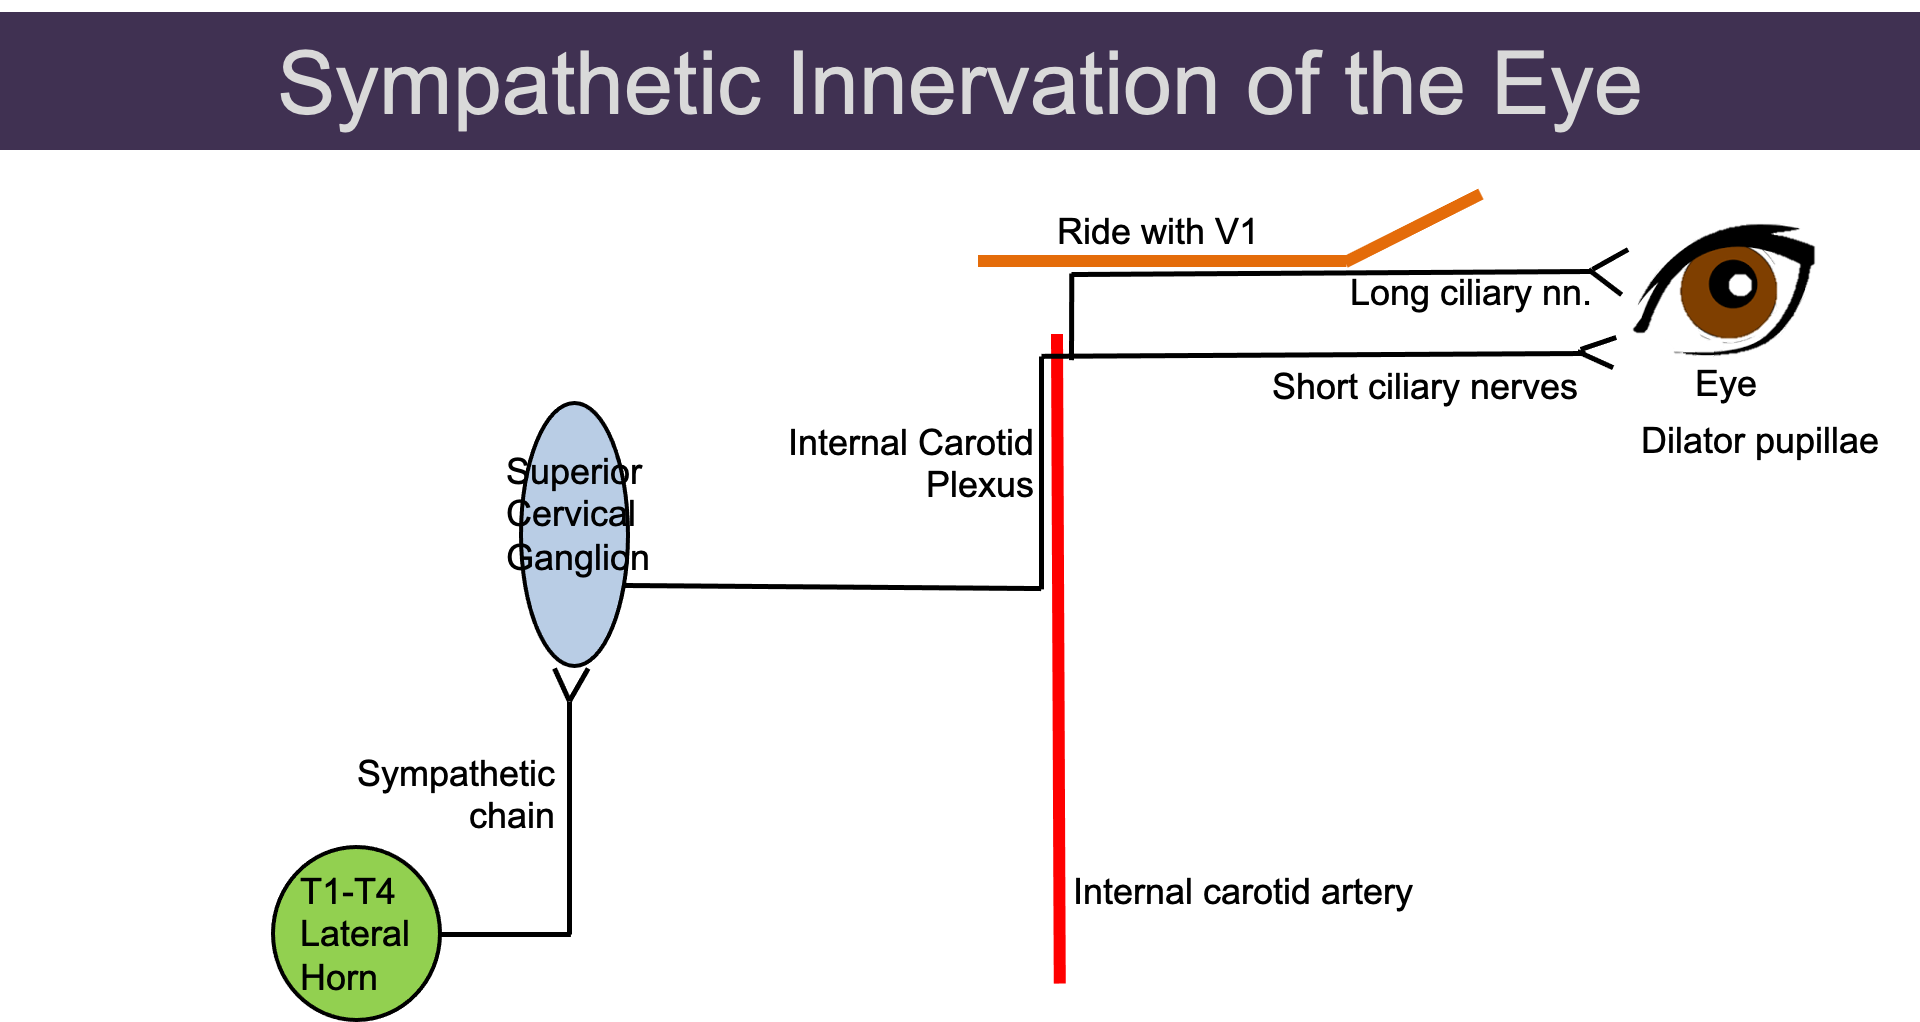 Sympathetic Innervation of the Eye
Ride with V1
Long ciliary nn.
Short ciliary nerves
Eye
Dilator pupillae
Internal Carotid
Plexus
Superior
Cervical
Ganglion
Sympathetic
chain
T1-T4
Lateral
Horn
Internal carotid artery